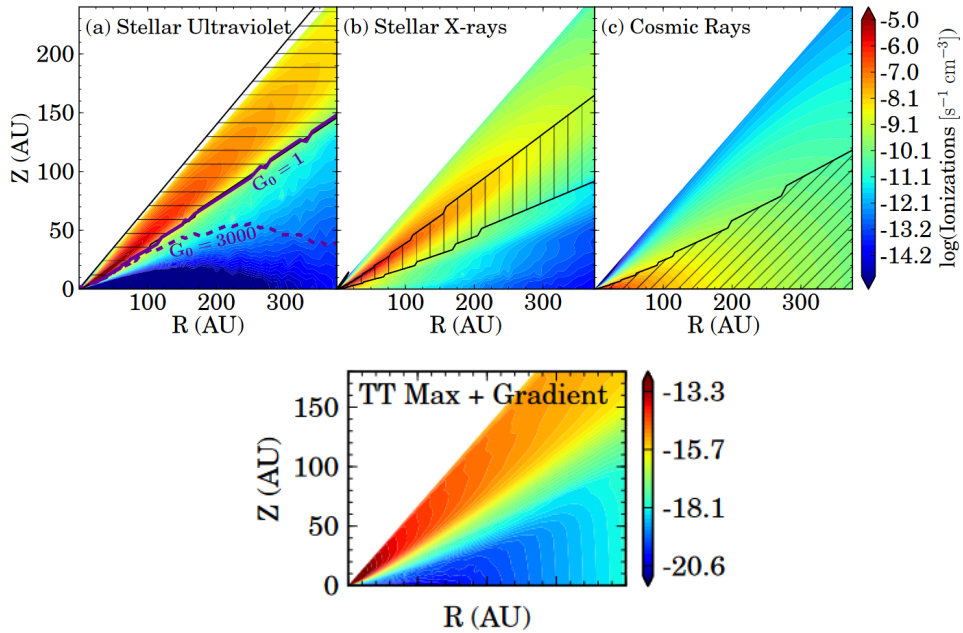 (a) Stellar Ultraviolet
(b) Stellar X-rays
(c) Cosmic Rays
Z (AU)
200
150
100
50
0
G₀ = 1
G₀ = 3000
100 200 300
100 200 300
100 200 300
R (AU)
R (AU)
R (AU)
-5.0
-6.0
-7.0
-8.1
-9.1
-10.1
-11.1
-12.1
-13.2
-14.2
log(Ionizations [s⁻¹ cm⁻³])
TT Max + Gradient
Z (AU)
150
100
50
0
R (AU)
-13.3
-15.7
-18.1
-20.6